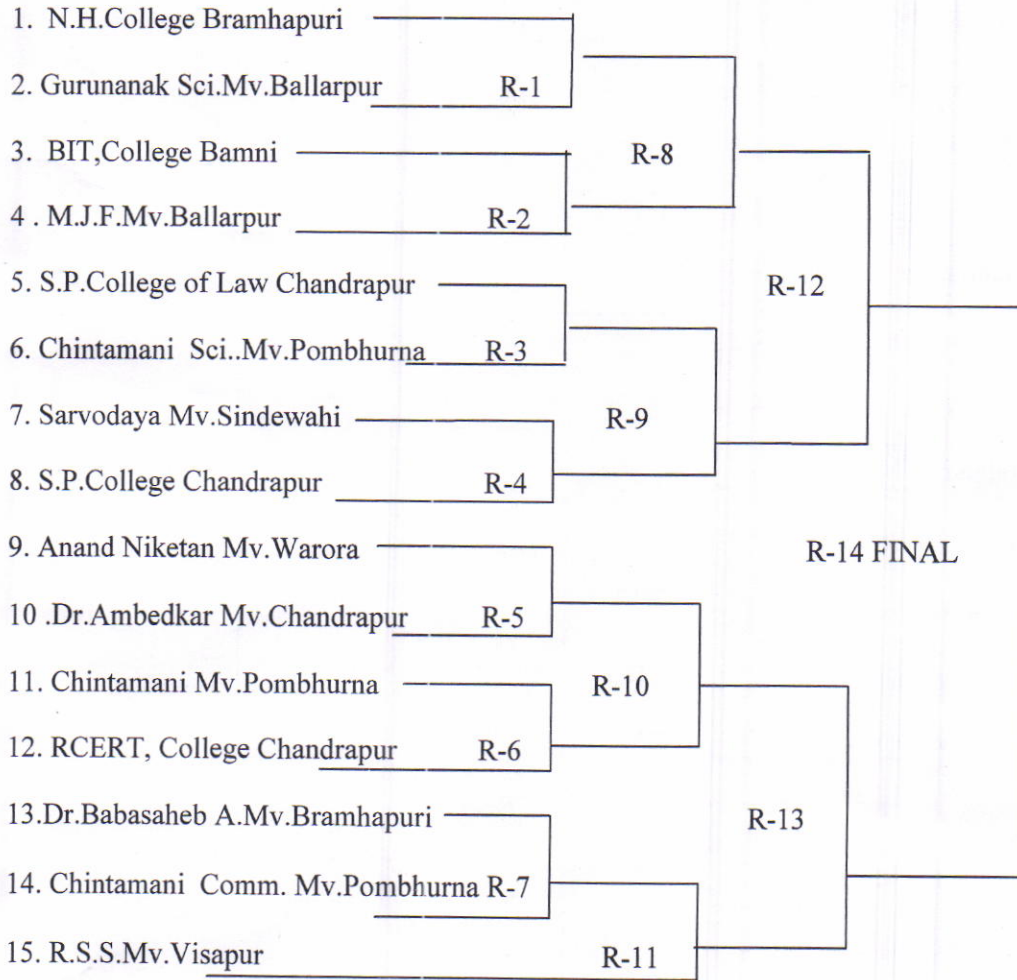 1. N.H.College Bramhapuri
2. Gurunanak Sci.Mv.Ballarpur R-1
3. BIT,College Bamni R-8
4 . M.J.F.Mv.Ballarpur R-2
5. S.P.College of Law Chandrapur R-12
6. Chintamani Sci..Mv.Pombhurna R-3
7. Sarvodaya Mv.Sindewahi R-9
8. S.P.College Chandrapur R-4
9. Anand Niketan Mv.Warora R-14 FINAL
10 .Dr.Ambedkar Mv.Chandrapur R-5
11. Chintamani Mv.Pombhurna R-10
12. RCERT, College Chandrapur R-6
13.Dr.Babasaheb A.Mv.Bramhapuri R-13
14. Chintamani Comm. Mv.Pombhurna R-7
15. R.S.S.Mv.Visapur R-11